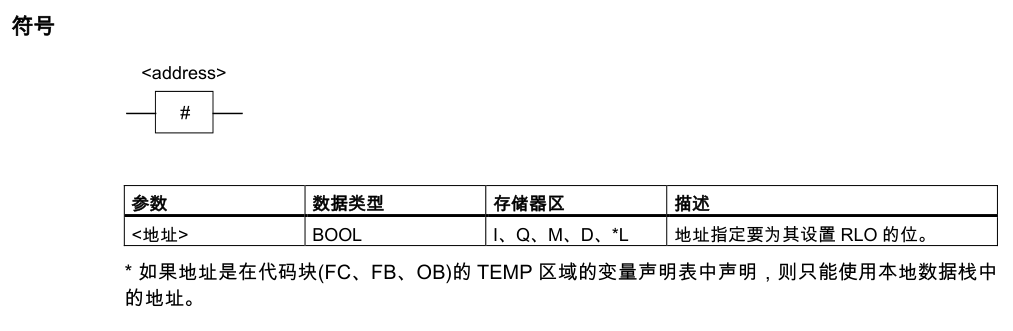 符号
<address>
#
参数 数据类型 存储器区 描述
<地址> BOOL I、Q、M、D、*L 地址指定要为其设置 RLO 的位。
* 如果地址是在代码块(FC、FB、OB)的 TEMP 区域的变量声明表中声明，则只能使用本地数据栈中
的地址。